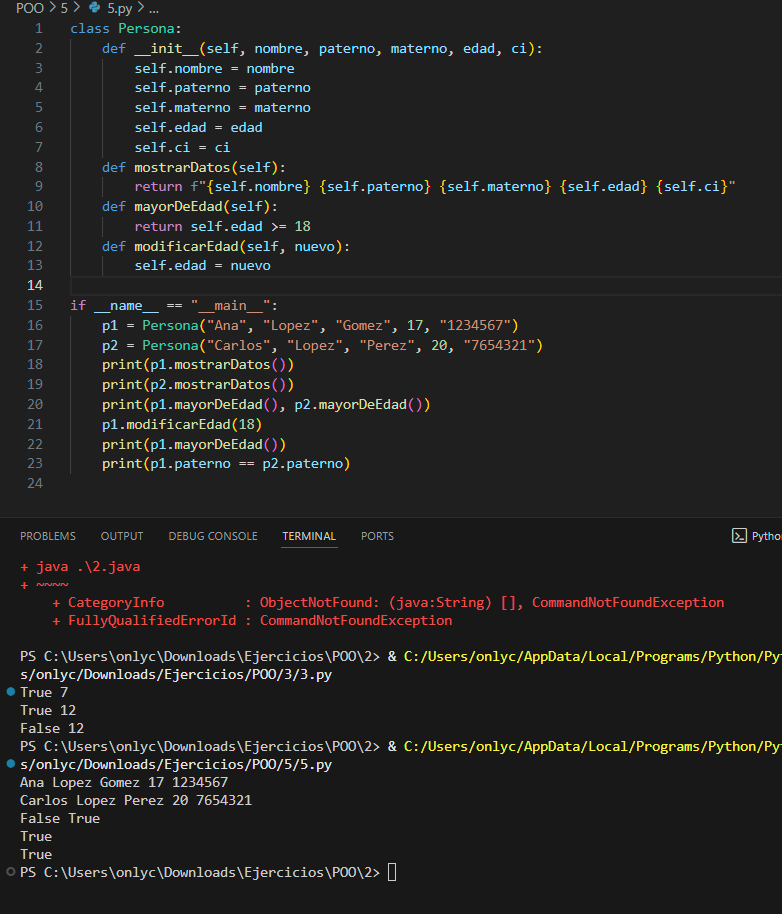 POO > 5 > 5.py > ...
1 class Persona:
2     def __init__(self, nombre, paterno, materno, edad, ci):
3         self.nombre = nombre
4         self.paterno = paterno
5         self.materno = materno
6         self.edad = edad
7         self.ci = ci
8     def mostrarDatos(self):
9         return f"{self.nombre} {self.paterno} {self.materno} {self.edad} {self.ci}"
10     def mayorDeEdad(self):
11         return self.edad >= 18
12     def modificarEdad(self, nuevo):
13         self.edad = nuevo
14
15 if __name__ == "__main__":
16     p1 = Persona("Ana", "Lopez", "Gomez", 17, "1234567")
17     p2 = Persona("Carlos", "Lopez", "Perez", 20, "7654321")
18     print(p1.mostrarDatos())
19     print(p2.mostrarDatos())
20     print(p1.mayorDeEdad(), p2.mayorDeEdad())
21     p1.modificarEdad(18)
22     print(p1.mayorDeEdad())
23     print(p1.paterno == p2.paterno)
24
PROBLEMS OUTPUT DEBUG CONSOLE TERMINAL PORTS Pytho
+ java .\2.java
+ ~~~~
    + CategoryInfo          : ObjectNotFound: (java:String) [], CommandNotFoundException
    + FullyQualifiedErrorId : CommandNotFoundException
PS C:\Users\onlyc\Downloads\Ejercicios\POO\2> & C:/Users/onlyc/AppData/Local/Programs/Python/Py
s/onlyc/Downloads/Ejercicios/POO/3/3.py
True 7
True 12
False 12
PS C:\Users\onlyc\Downloads\Ejercicios\POO\2> & C:/Users/onlyc/AppData/Local/Programs/Python/Py
s/onlyc/Downloads/Ejercicios/POO/5/5.py
Ana Lopez Gomez 17 1234567
Carlos Lopez Perez 20 7654321
False True
True
True
PS C:\Users\onlyc\Downloads\Ejercicios\POO\2>